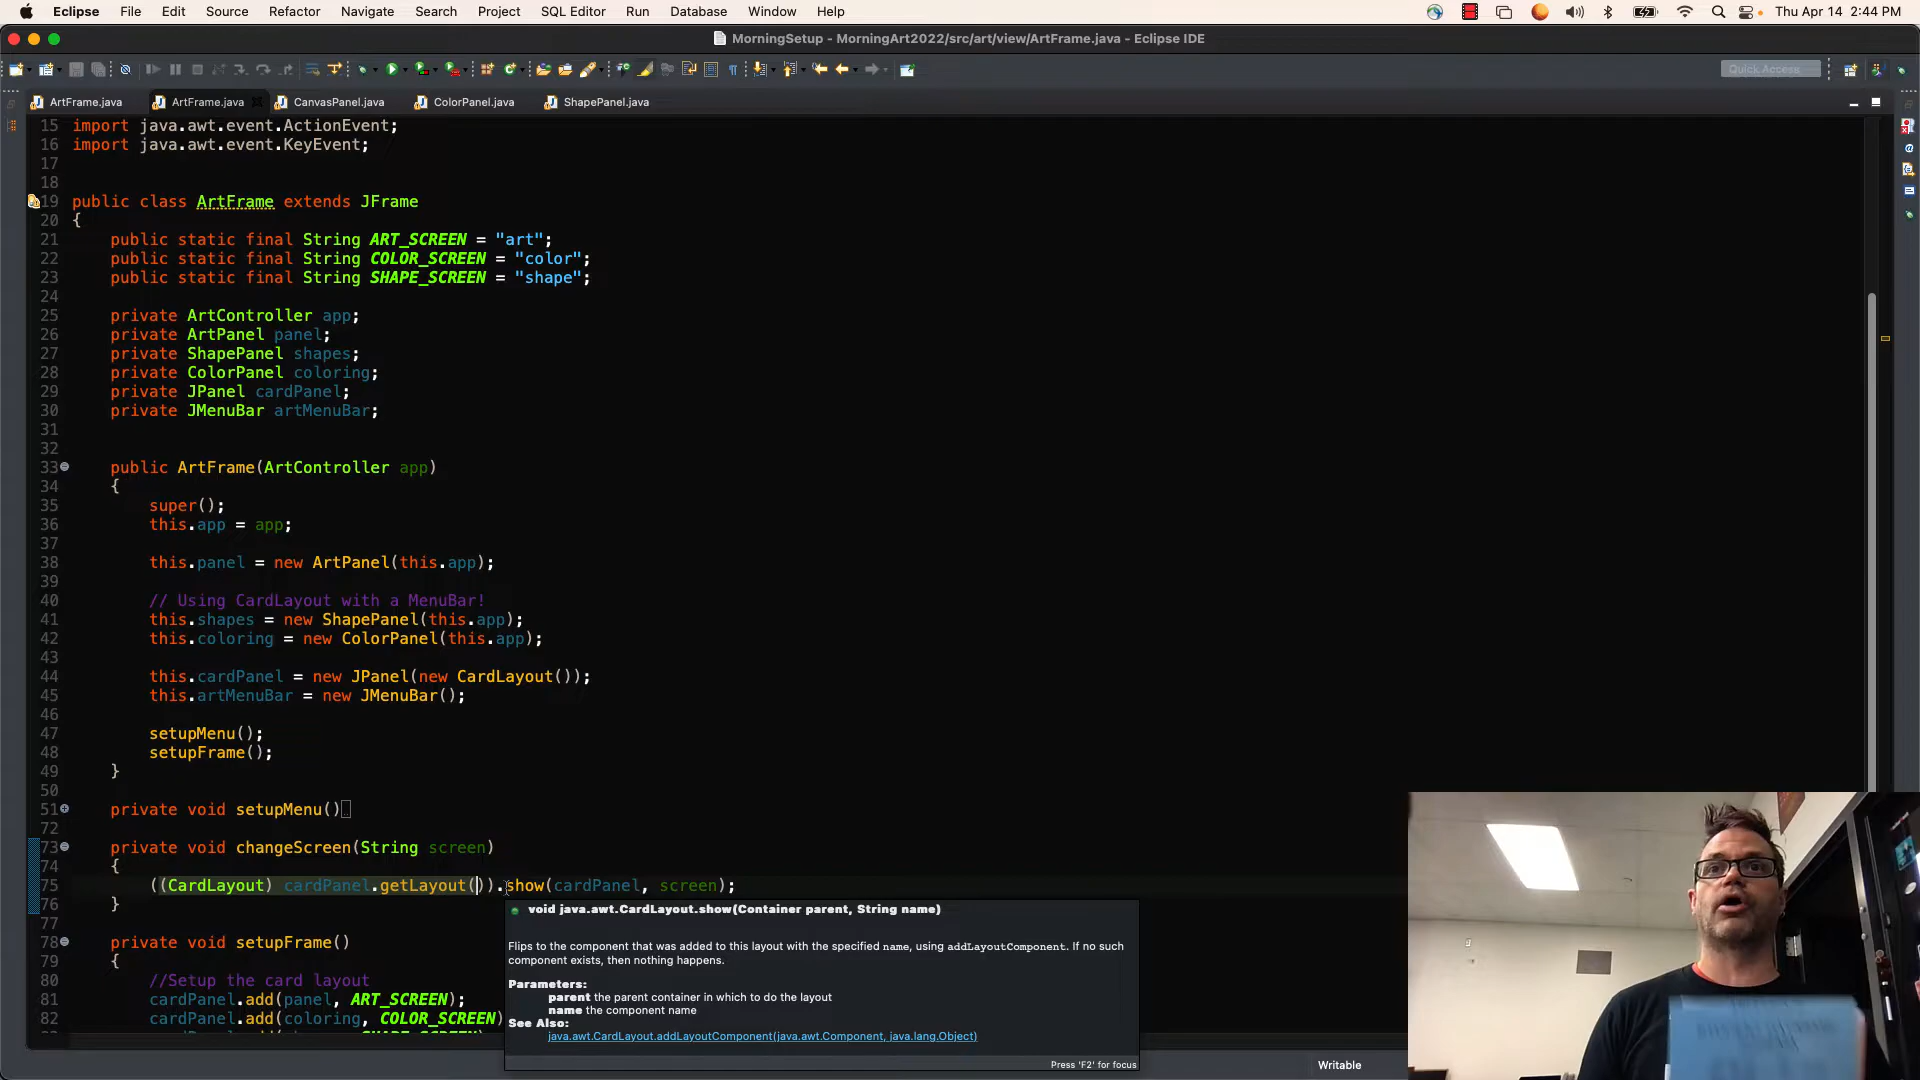 Eclipse File Edit Source Refactor Navigate Search Project SQL Editor Run Database Window Help Thu Apr 14 2:44 PM
MorningSetup - MorningArt2022/src/art/view/ArtFrame.java - Eclipse IDE
Quick Access
ArtFrame.java ArtFrame.java CanvasPanel.java ColorPanel.java ShapePanel.java
15 import java.awt.event.ActionEvent;
16 import java.awt.event.KeyEvent;
17
18
19 public class ArtFrame extends JFrame
20 {
21 public static final String ART_SCREEN = "art";
22 public static final String COLOR_SCREEN = "color";
23 public static final String SHAPE_SCREEN = "shape";
24
25 private ArtController app;
26 private ArtPanel panel;
27 private ShapePanel shapes;
28 private ColorPanel coloring;
29 private JPanel cardPanel;
30 private JMenuBar artMenuBar;
31
32
33 public ArtFrame(ArtController app)
34 {
35 super();
36 this.app = app;
37
38 this.panel = new ArtPanel(this.app);
39
40 // Using CardLayout with a MenuBar!
41 this.shapes = new ShapePanel(this.app);
42 this.coloring = new ColorPanel(this.app);
43
44 this.cardPanel = new JPanel(new CardLayout());
45 this.artMenuBar = new JMenuBar();
46
47 setupMenu();
48 setupFrame();
49 }
50
51 private void setupMenu()
72
73 private void changeScreen(String screen)
74 {
75 ((CardLayout) cardPanel.getLayout()).show(cardPanel, screen);
76 }
77
78 private void setupFrame()
79 {
80 //Setup the card layout
81 cardPanel.add(panel, ART_SCREEN);
82 cardPanel.add(coloring, COLOR_SCREEN)
void java.awt.CardLayout.show(Container parent, String name)
Flips to the component that was added to this layout with the specified name, using addLayoutComponent. If no such
component exists, then nothing happens.
Parameters:
parent the parent container in which to do the layout
name the component name
See Also:
java.awt.CardLayout.addLayoutComponent(java.awt.Component, java.lang.Object)
Press 'F2' for focus
Writable